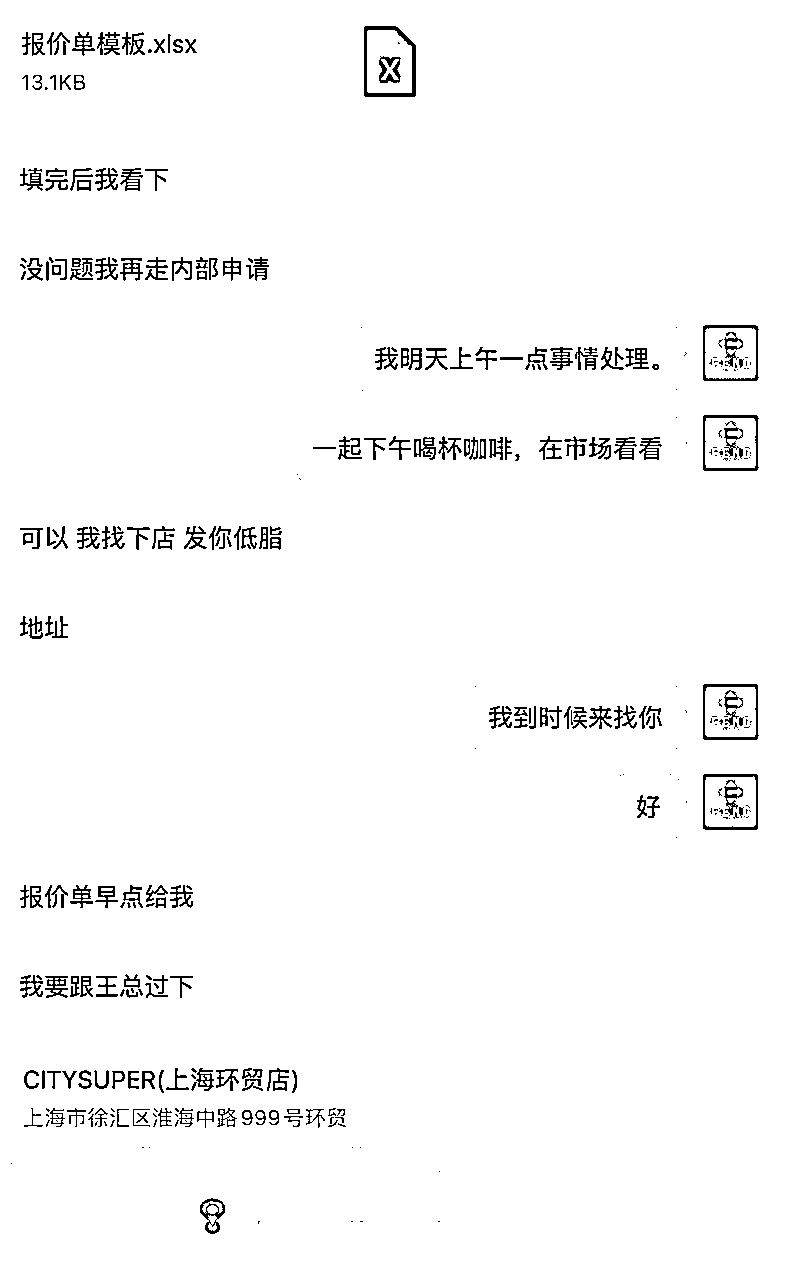 报价单模板.xlsx
13.1KB
填完后我看下
没问题我再走内部申请
我明天上午一点事情处理。
一起下午喝杯咖啡，在市场看看
可以 我找下店 发你低脂
地址
我到时候来找你
好
报价单早点给我
我要跟王总过下
CITYSUPER(上海环贸店)
上海市徐汇区淮海中路999号环贸